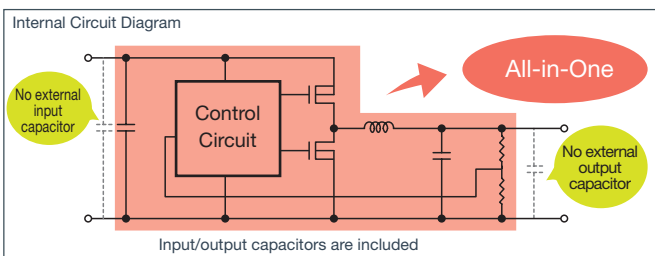 Internal Circuit Diagram
All-in-One
No external
input
capacitor
Control
Circuit
No external
output
capacitor
Input/output capacitors are included